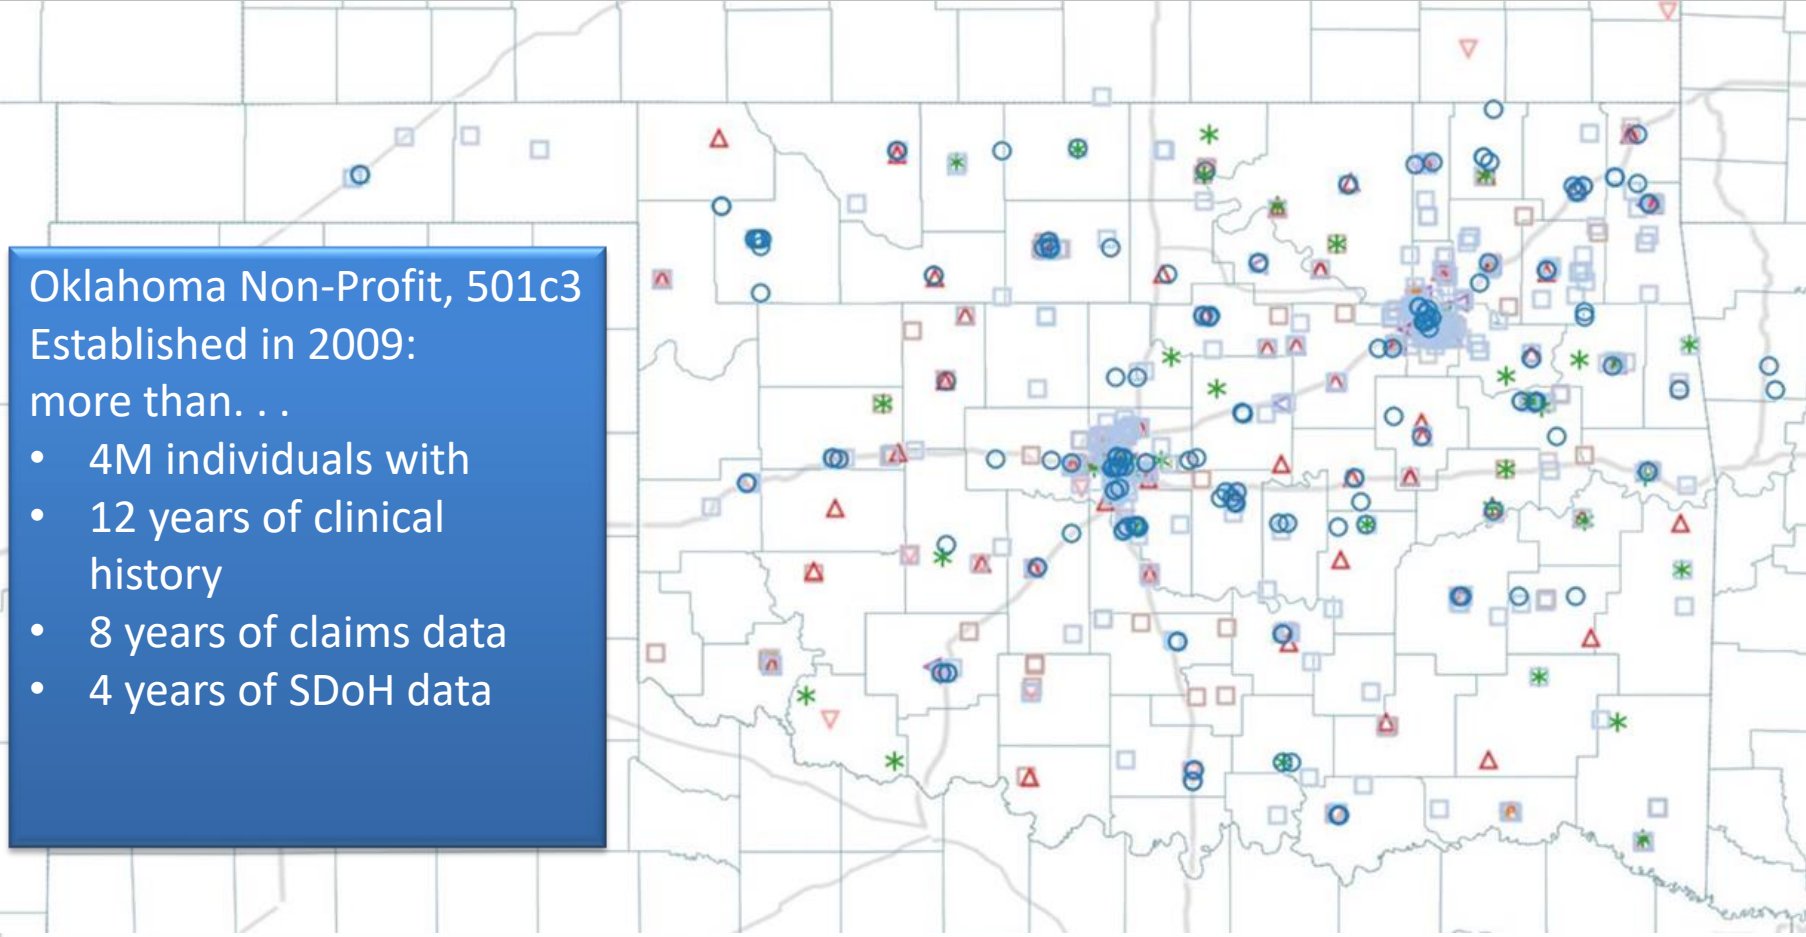 Oklahoma Non-Profit, 501c3
Established in 2009:
more than. . .
• 4M individuals with
• 12 years of clinical
history
• 8 years of claims data
• 4 years of SDoH data